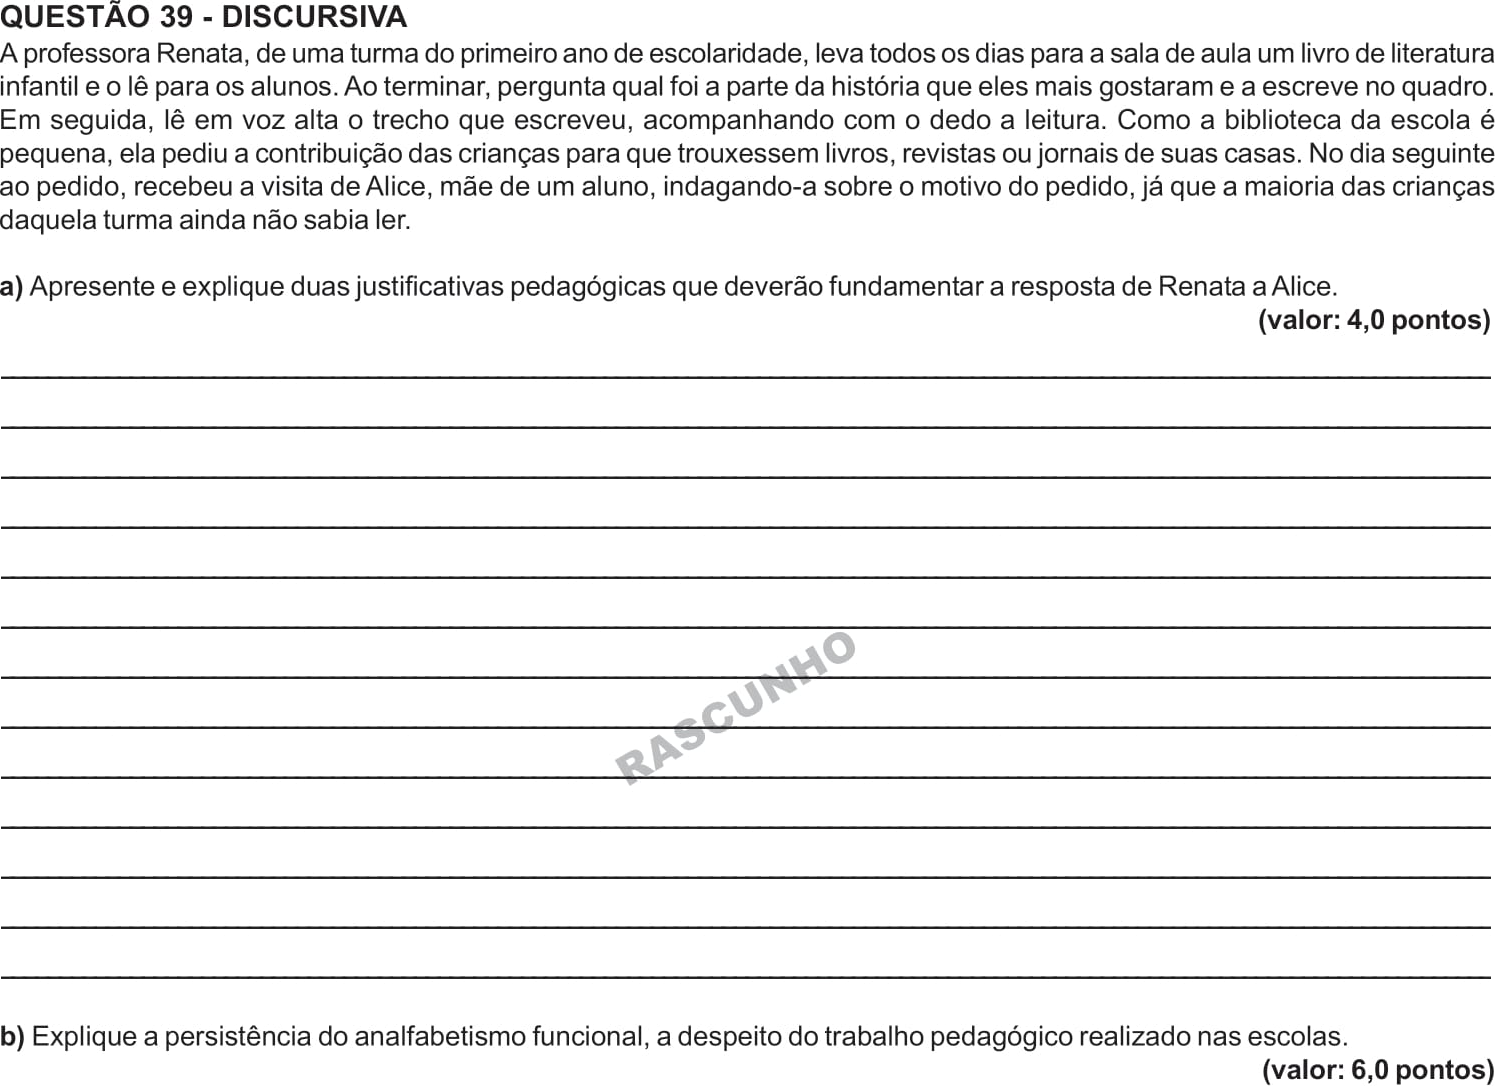 QUESTÃO 39 - DISCURSIVA
A professora Renata, de uma turma do primeiro ano de escolaridade, leva todos os dias para a sala de aula um livro de literatura
infantil e o lê para os alunos. Ao terminar, pergunta qual foi a parte da história que eles mais gostaram e a escreve no quadro.
Em seguida, lê em voz alta o trecho que escreveu, acompanhando com o dedo a leitura. Como a biblioteca da escola é
pequena, ela pediu a contribuição das crianças para que trouxessem livros, revistas ou jornais de suas casas. No dia seguinte
ao pedido, recebeu a visita de Alice, mãe de um aluno, indagando-a sobre o motivo do pedido, já que a maioria das crianças
daquela turma ainda não sabia ler.
a) Apresente e explique duas justificativas pedagógicas que deverão fundamentar a resposta de Renata a Alice.
(valor: 4,0 pontos)
RASCUNHO
b) Explique a persistência do analfabetismo funcional, a despeito do trabalho pedagógico realizado nas escolas.
(valor: 6,0 pontos)